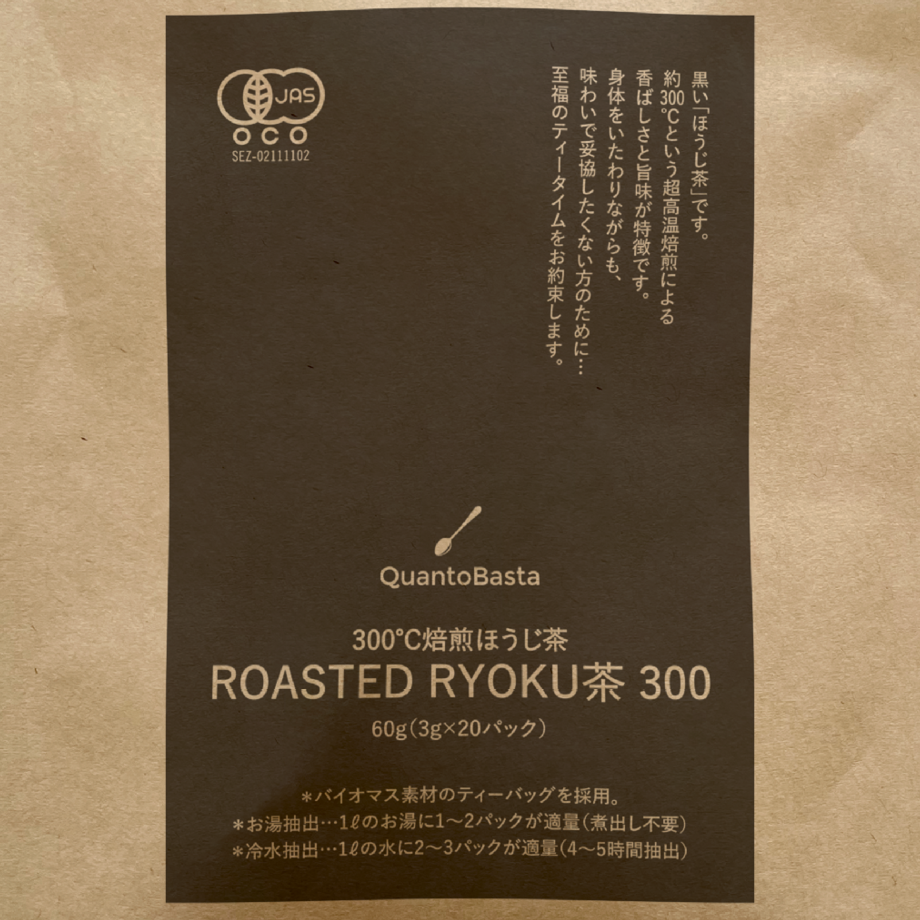 JAS
OCO
SEZ-02111102
黒い「ほうじ茶」です。
約300℃という超高温焙煎による
香ばしさと旨味が特徴です。
身体をいたわりながらも、
味わいで妥協したくない方のために…
至福のティータイムをお約束します。
QuantoBasta
300℃焙煎ほうじ茶
ROASTED RYOKU茶 300
60g(3g×20パック)
＊バイオマス素材のティーバッグを採用。
＊お湯抽出…1ℓのお湯に1〜2パックが適量(煮出し不要)
＊冷水抽出…1ℓの水に2〜3パックが適量(4〜5時間抽出)